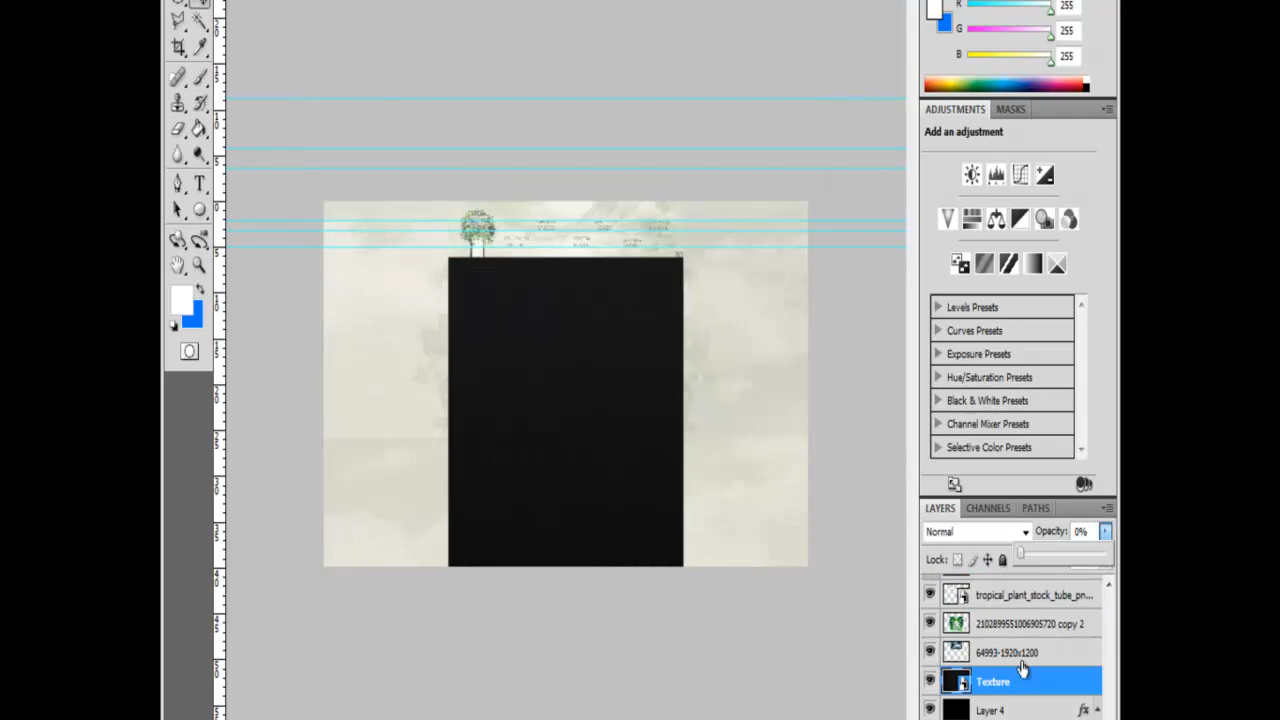 R 255
G 255
B 255
ADJUSTMENTS MASKS
Add an adjustment
Levels Presets
Curves Presets
Exposure Presets
Hue/Saturation Presets
Black & White Presets
Channel Mixer Presets
Selective Color Presets
LAYERS CHANNELS PATHS
Normal Opacity: 0%
Lock:
tropical_plant_stock_tube_pn...
2102899551006905720 copy 2
64993-1920x1200
Texture
Layer 4 fx